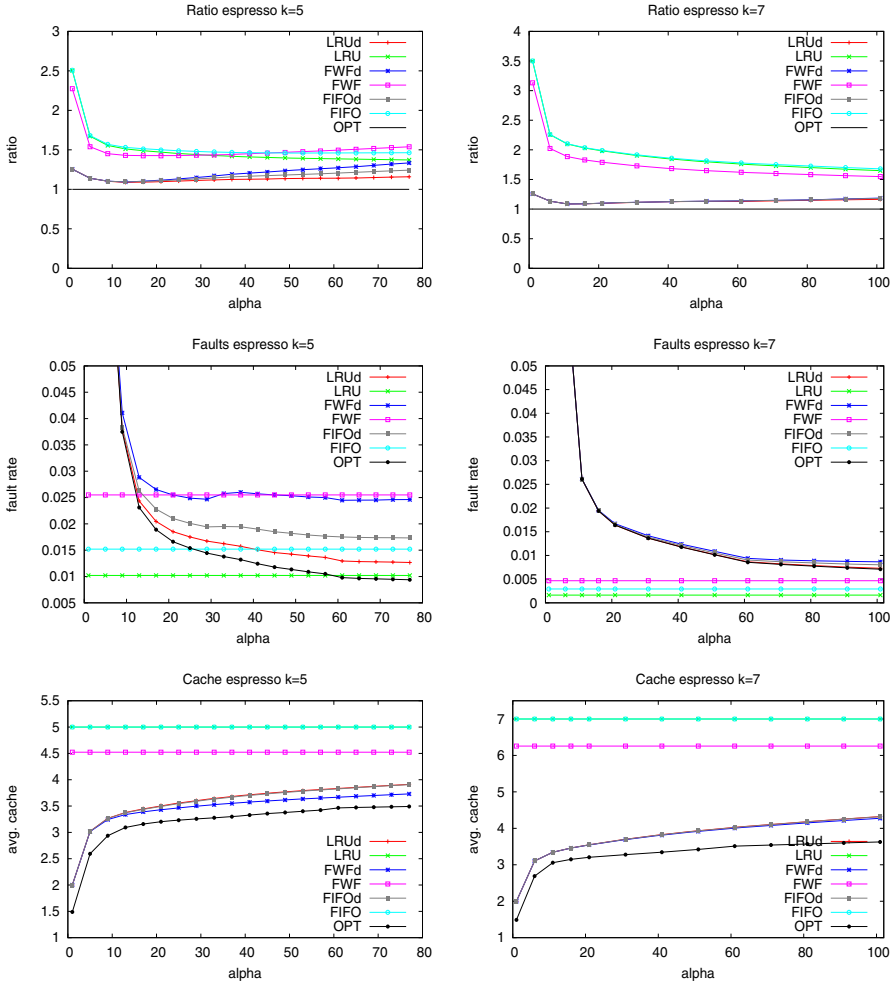 Ratio espresso k=5
3
2.5
2
1.5
1
0.5
0
0 10 20 30 40 50 60 70 80
ratio
alpha
LRUd
LRU
FWFd
FWF
FIFOd
FIFO
OPT
Ratio espresso k=7
4
3.5
3
2.5
2
1.5
1
0.5
0
0 20 40 60 80 100
ratio
alpha
LRUd
LRU
FWFd
FWF
FIFOd
FIFO
OPT
Faults espresso k=5
0.05
0.045
0.04
0.035
0.03
0.025
0.02
0.015
0.01
0.005
0 10 20 30 40 50 60 70 80
fault rate
alpha
LRUd
LRU
FWFd
FWF
FIFOd
FIFO
OPT
Faults espresso k=7
0.05
0.045
0.04
0.035
0.03
0.025
0.02
0.015
0.01
0.005
0
0 20 40 60 80 100
fault rate
alpha
LRUd
LRU
FWFd
FWF
FIFOd
FIFO
OPT
Cache espresso k=5
5.5
5
4.5
4
3.5
3
2.5
2
1.5
1
0 10 20 30 40 50 60 70 80
avg. cache
alpha
LRUd
LRU
FWFd
FWF
FIFOd
FIFO
OPT
Cache espresso k=7
7
6
5
4
3
2
1
0 20 40 60 80 100
avg. cache
alpha
LRUd
LRU
FWFd
FWF
FIFOd
FIFO
OPT